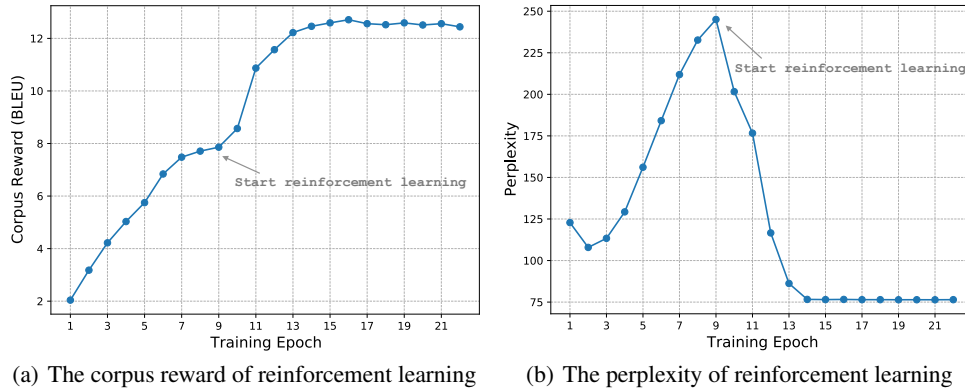 12
10
8
6
4
2
Corpus Reward (BLEU)
Start reinforcement learning
1 3 5 7 9 11 13 15 17 19 21
Training Epoch
(a) The corpus reward of reinforcement learning
250
225
200
175
150
125
100
75
Perplexity
Start reinforcement learning
1 3 5 7 9 11 13 15 17 19 21
Training Epoch
(b) The perplexity of reinforcement learning